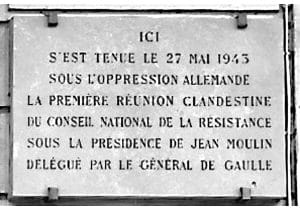 ICI
S'EST TENUE LE 27 MAI 1943
SOUS L'OPPRESSION ALLEMANDE
LA PREMIÈRE RÉUNION CLANDESTINE
DU CONSEIL NATIONAL DE LA RÉSISTANCE
SOUS LA PRÉSIDENCE DE JEAN MOULIN
DÉLÉGUÉ PAR LE GÉNÉRAL DE GAULLE